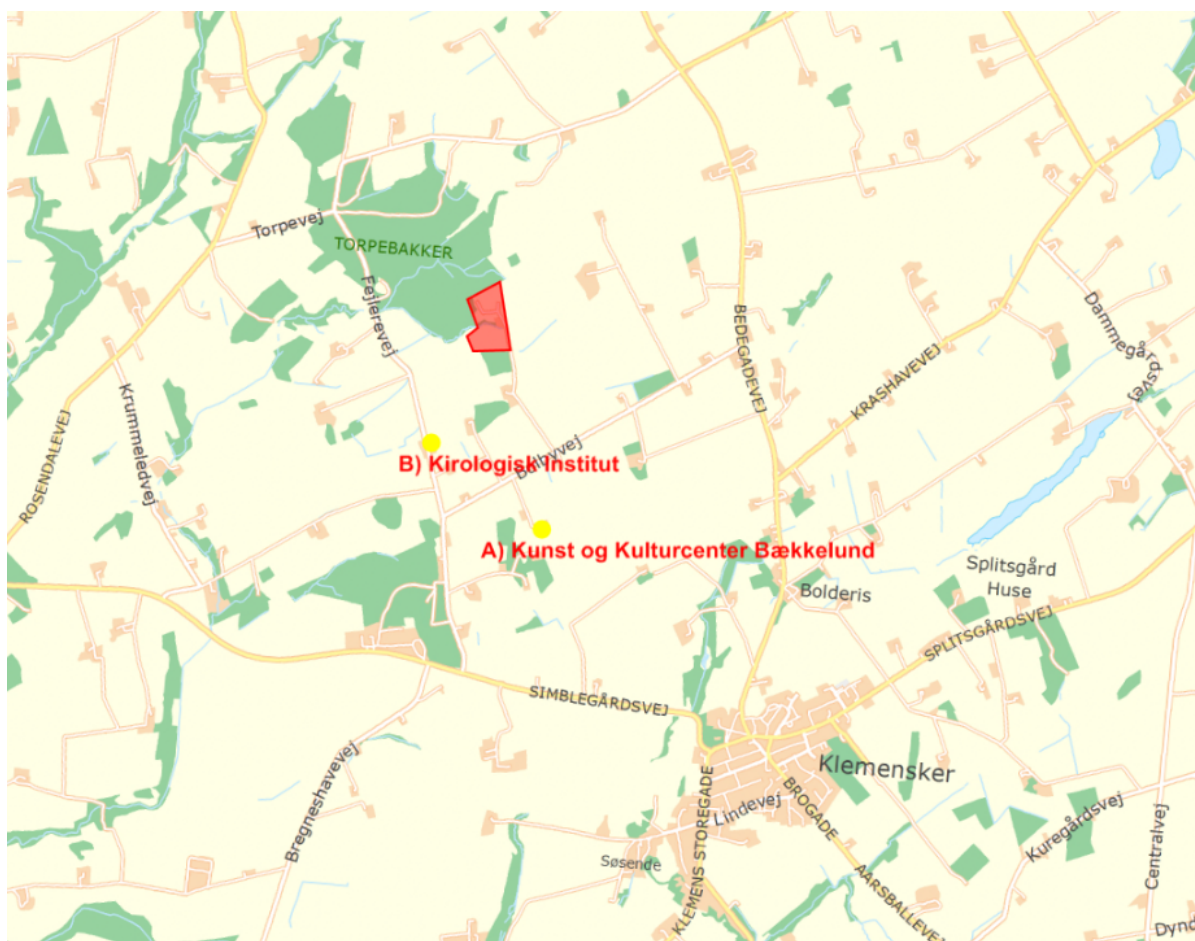 Torpevej
TORPEBAKKER
Fejlerevej
BEDEGADEVEJ
Dammegårdsvej
KRASHAVEVEJ
ROSENDALEVEJ
Krummeledvej
B) Kirologisk Institut
A) Kunst og Kulturcenter Bækkelund
Splitsgård
Huse
Bolderis
SPLITSGÅRDSVEJ
SIMBLEGÅRDSVEJ
Bregneshavevej
Klemensker
Lindevej
BROGADE
KLEMENS STOREGADE
Søsende
Kuregårdsvej
Centralvej
AARSBALLEVEJ
Dynd